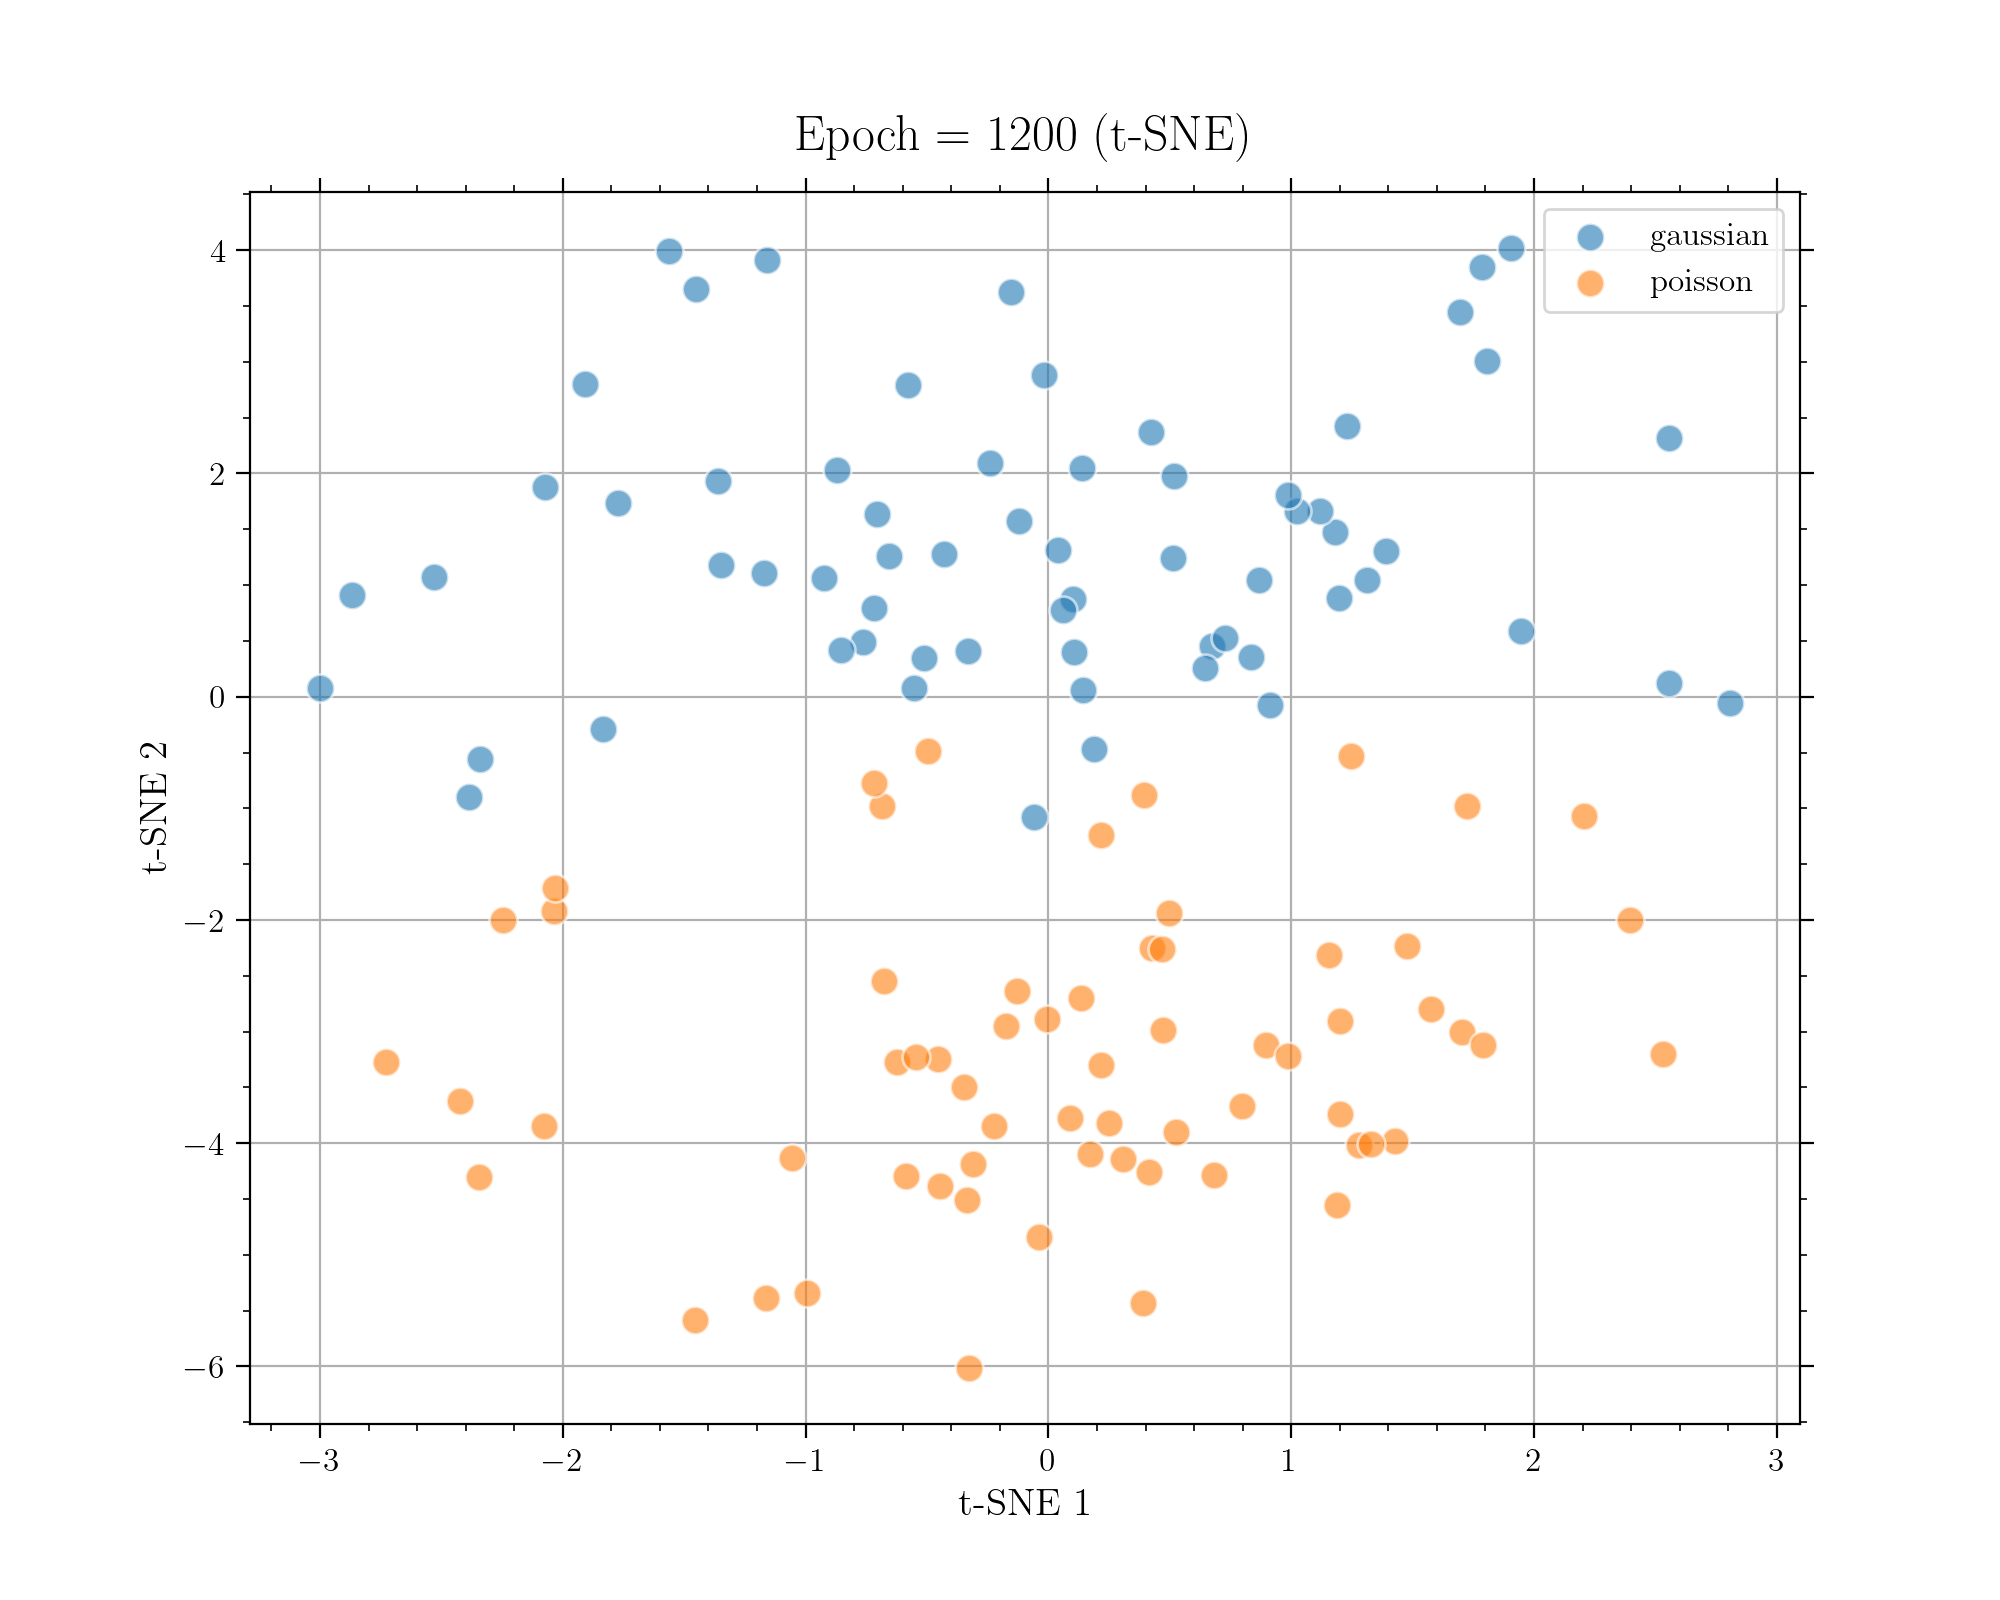 Epoch = 1200 (t-SNE)
gaussian
poisson
4
2
0
−2
−4
−6
t-SNE 2
−3 −2 −1 0 1 2 3
t-SNE 1